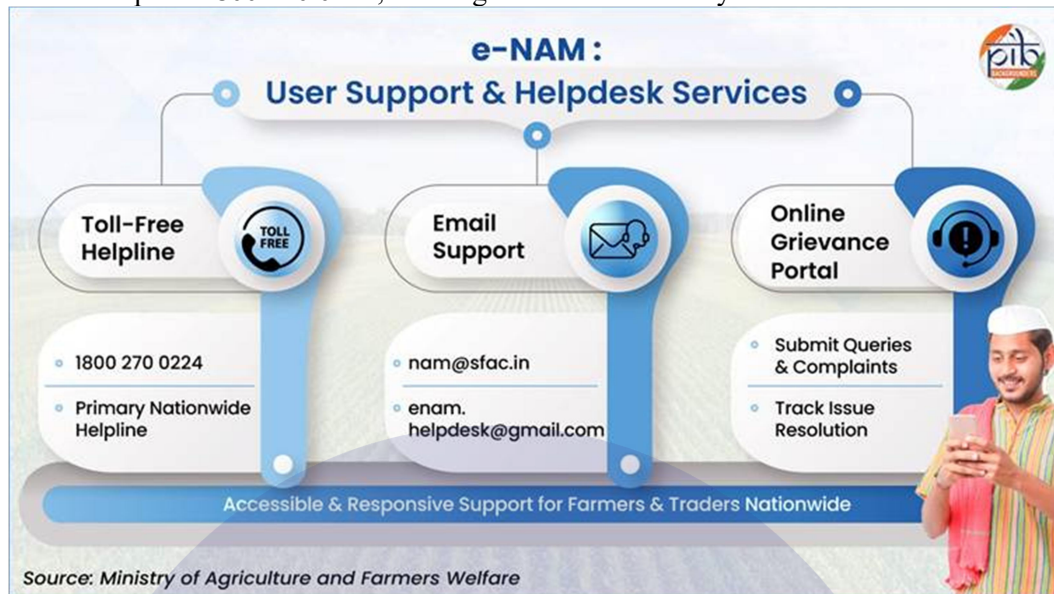 e-NAM :
User Support & Helpdesk Services
pib
BACKGROUNDERS
Toll-Free
Helpline
TOLL
FREE
1800 270 0224
Primary Nationwide
Helpline
Email
Support
nam@sfac.in
enam.
helpdesk@gmail.com
Online
Grievance
Portal
Submit Queries
& Complaints
Track Issue
Resolution
Accessible & Responsive Support for Farmers & Traders Nationwide
Source: Ministry of Agriculture and Farmers Welfare